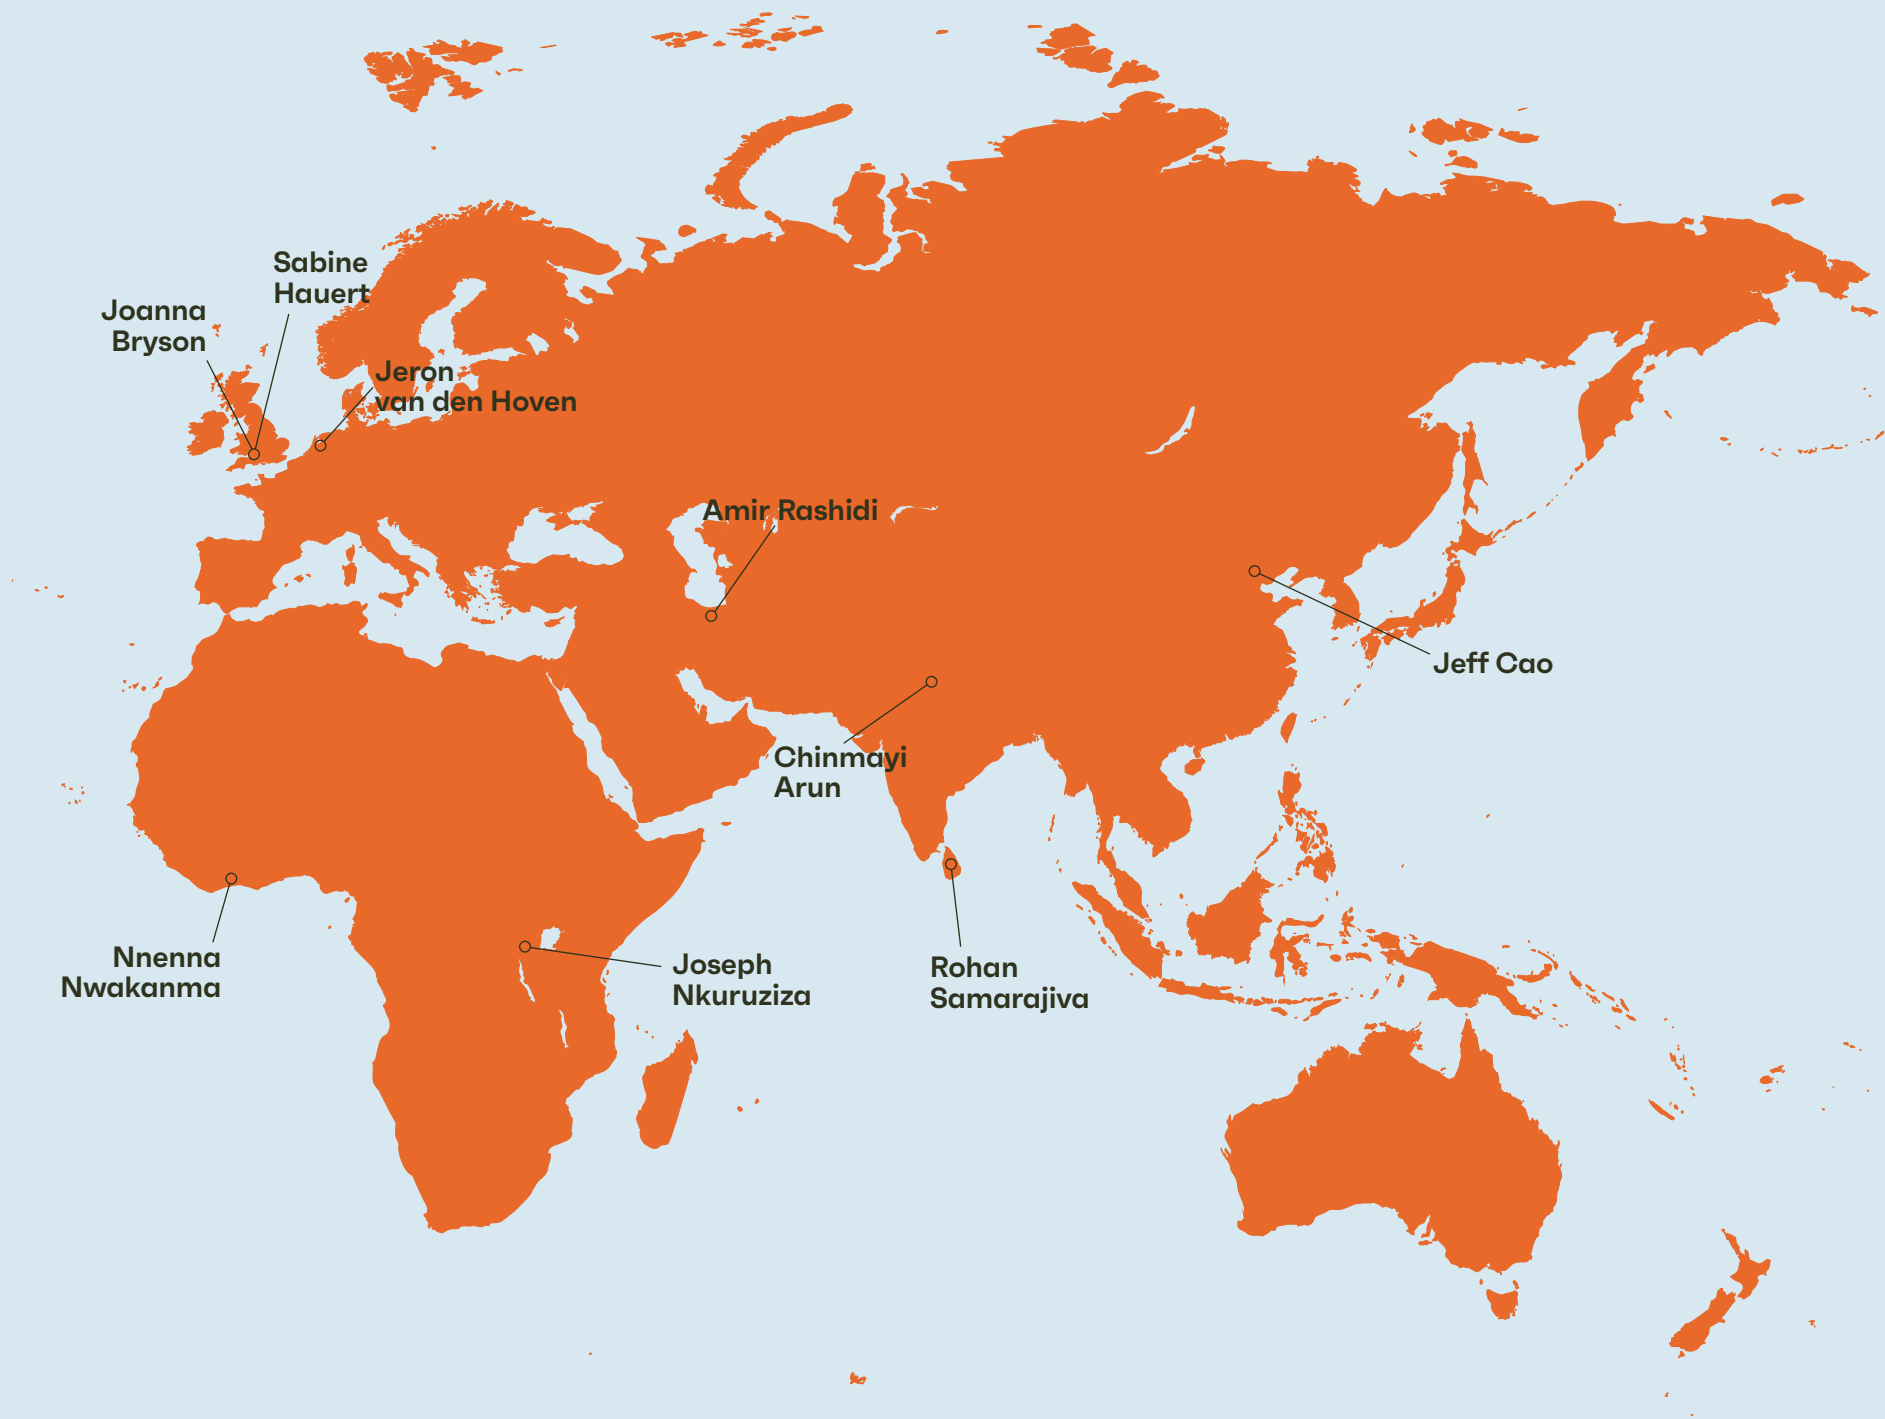 Sabine
Hauert
Joanna
Bryson
Jeron
van den Hoven
Amir Rashidi
Jeff Cao
Chinmayi
Arun
Nnenna
Nwakanma
Joseph
Nkuruziza
Rohan
Samarajiva